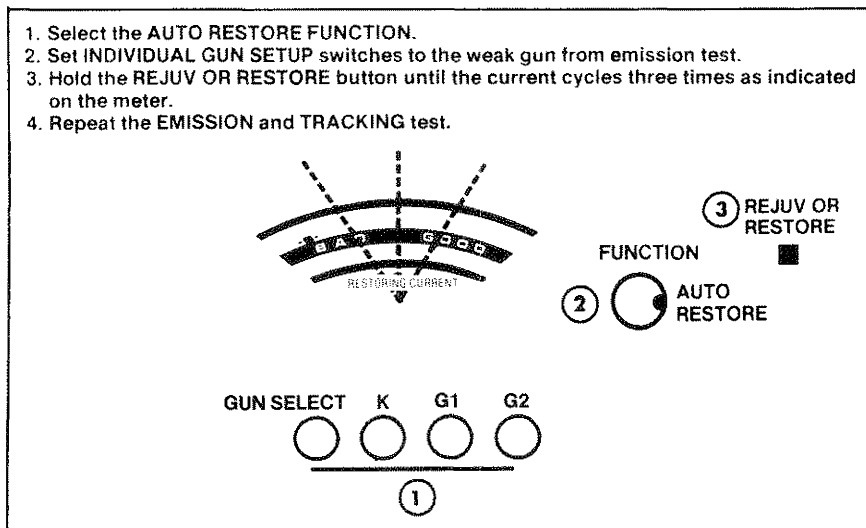 1. Select the AUTO RESTORE FUNCTION.
2. Set INDIVIDUAL GUN SETUP switches to the weak gun from emission test.
3. Hold the REJUV OR RESTORE button until the current cycles three times as indicated
on the meter.
4. Repeat the EMISSION and TRACKING test.
BAD GOOD
RESTORING CURRENT
3 REJUV OR
RESTORE
FUNCTION
2 AUTO
RESTORE
GUN SELECT K G1 G2
1